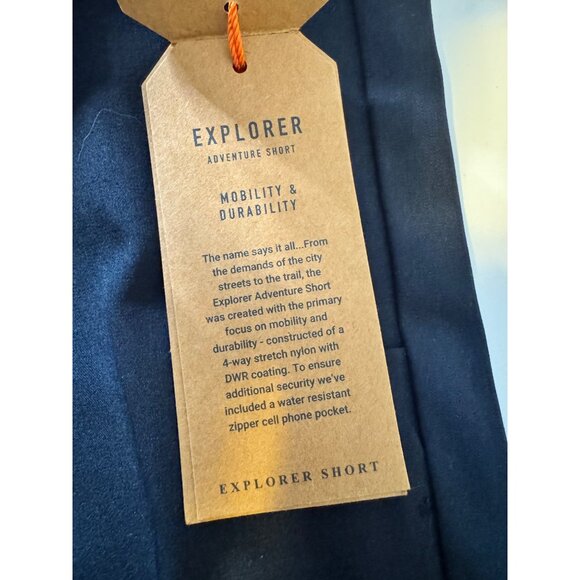 EXPLORER
ADVENTURE SHORT
MOBILITY &
DURABILITY
The name says it all...From
the demands of the city
streets to the trail, the
Explorer Adventure Short
was created with the primary
focus on mobility and
durability - constructed of a
4-way stretch nylon with
DWR coating. To ensure
additional security we've
included a water resistant
zipper cell phone pocket.
EXPLORER SHORT